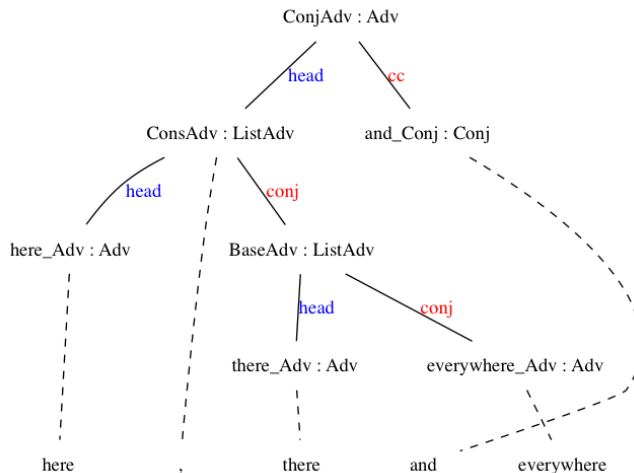 ConjAdv : Adv
head cc
ConsAdv : ListAdv and_Conj : Conj
head conj
here_Adv : Adv BaseAdv : ListAdv
head conj
there_Adv : Adv everywhere_Adv : Adv
here , there and everywhere